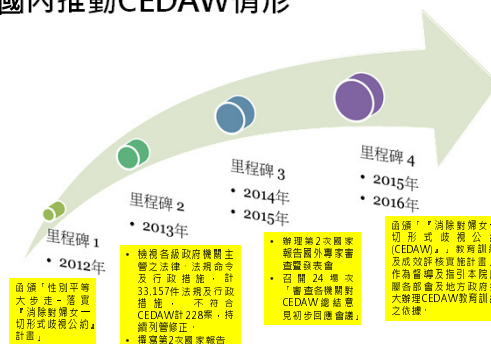 國內推動CEDAW情形
里程碑 1
• 2012年
函頒「性別平等
大步走-落實
『消除對婦女一
切形式歧視公約』
計畫」
里程碑 2
• 2013年
• 檢視各級政府機關主
管之法律、法規命令
及行政措施，計
33,157件法規及行政
措施，不符合
CEDAW計228案，持
續列管修正。
• 撰寫第2次國家報告
里程碑 3
• 2014年
• 2015年
• 辦理第2次國家
報告國外專家審
查暨發表會
• 召開24場次
「審查各機關對
CEDAW總結意
見初步回應會議」
里程碑 4
• 2015年
• 2016年
函頒「『消除對婦女一
切形式歧視公
(CEDAW)』教育訓
及成效評核實施計畫」
作為督導及指引本院
關各部會及地方政府
大辦理CEDAW教育訓
之依據。